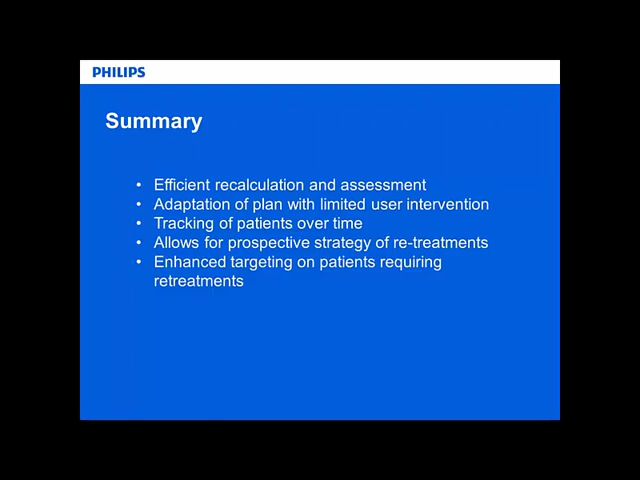 PHILIPS
Summary
• Efficient recalculation and assessment
• Adaptation of plan with limited user intervention
• Tracking of patients over time
• Allows for prospective strategy of re-treatments
• Enhanced targeting on patients requiring
retreatments